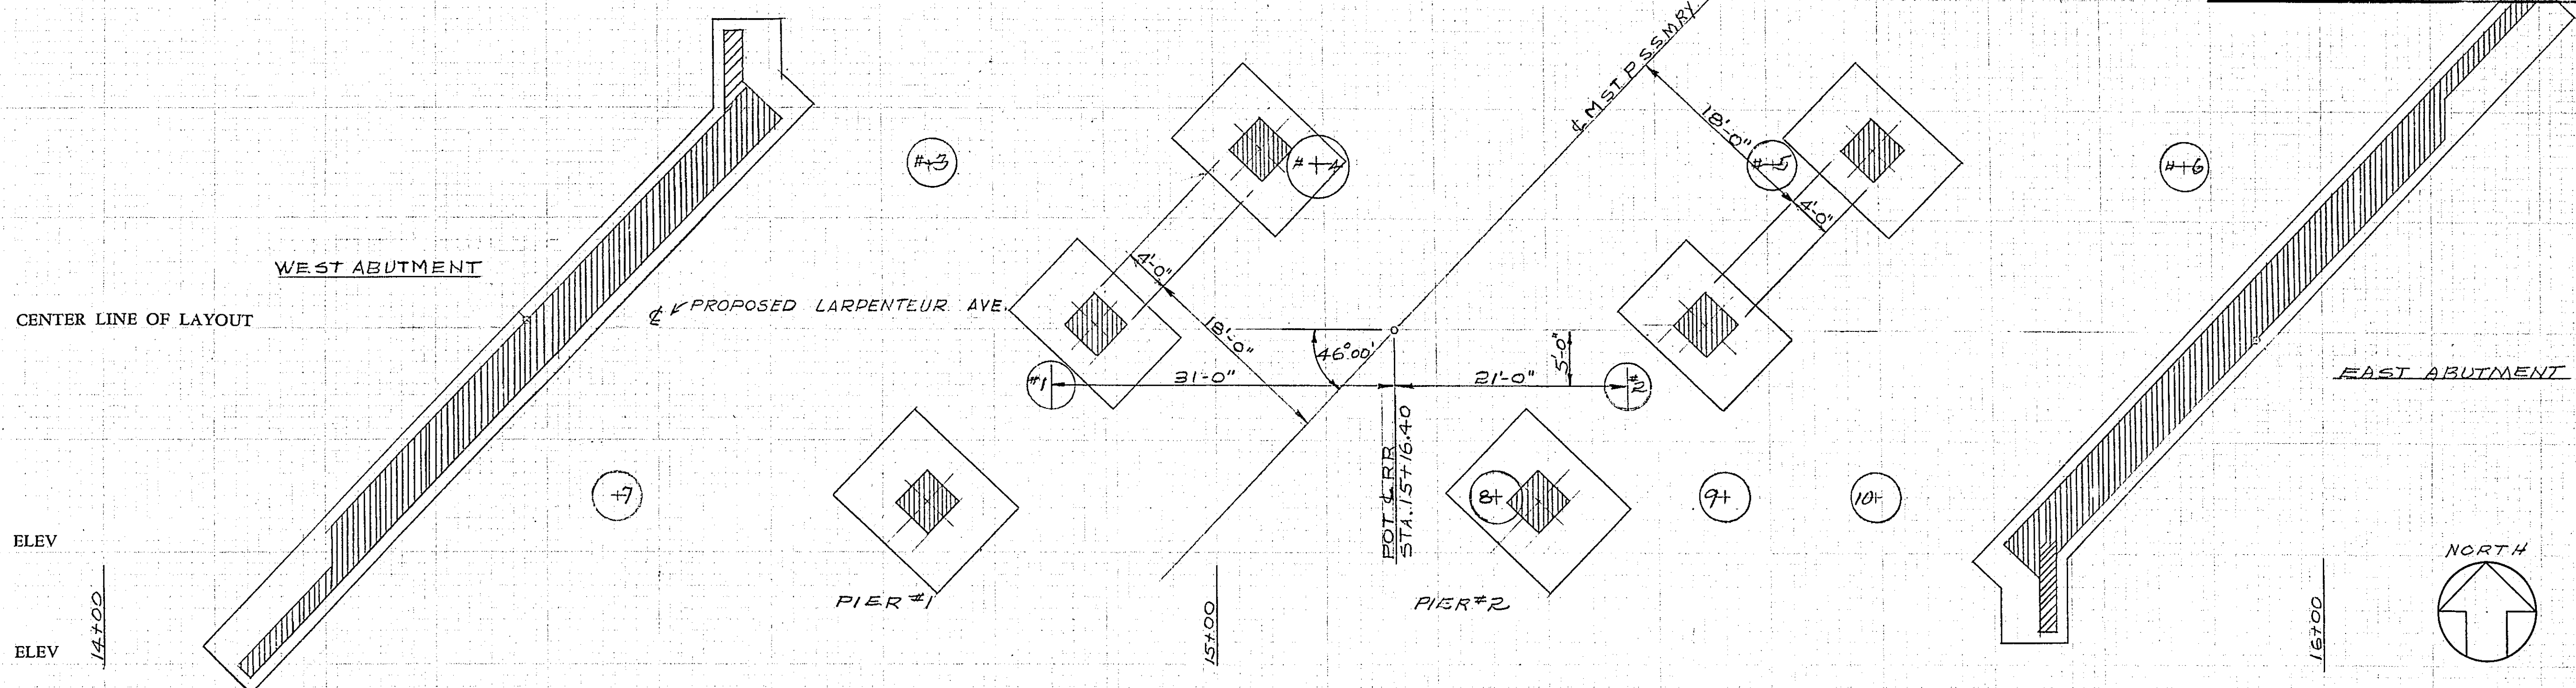 ℄ M ST P S S MRY
#3
#4
18'-0"
#5
#6
4'-0"
WEST ABUTMENT
4'-0"
℄ PROPOSED LARPENTEUR AVE.
CENTER LINE OF LAYOUT
18'-0"
46°00'
5'-0"
#1
31'-0"
21'-0"
#2
EAST ABUTMENT
POT ℄ RR
STA. 15+16.40
7
8
9
10
ELEV
NORTH
PIER #1
PIER #2
14+00
15+00
16+00
ELEV